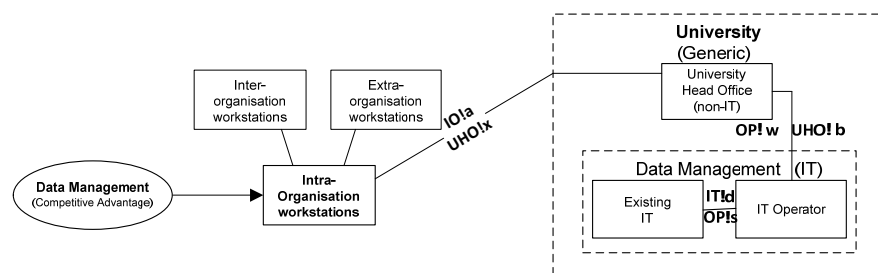 University
(Generic)
University
Head Office
(non-IT)
Inter-
organisation
workstations
Extra-
organisation
workstations
IO!a
UHO!x
OP! w
UHO! b
Data Management (IT)
Data Management
(Competitive Advantage)
Intra-
Organisation
workstations
Existing
IT
IT!d
OP!s
IT Operator